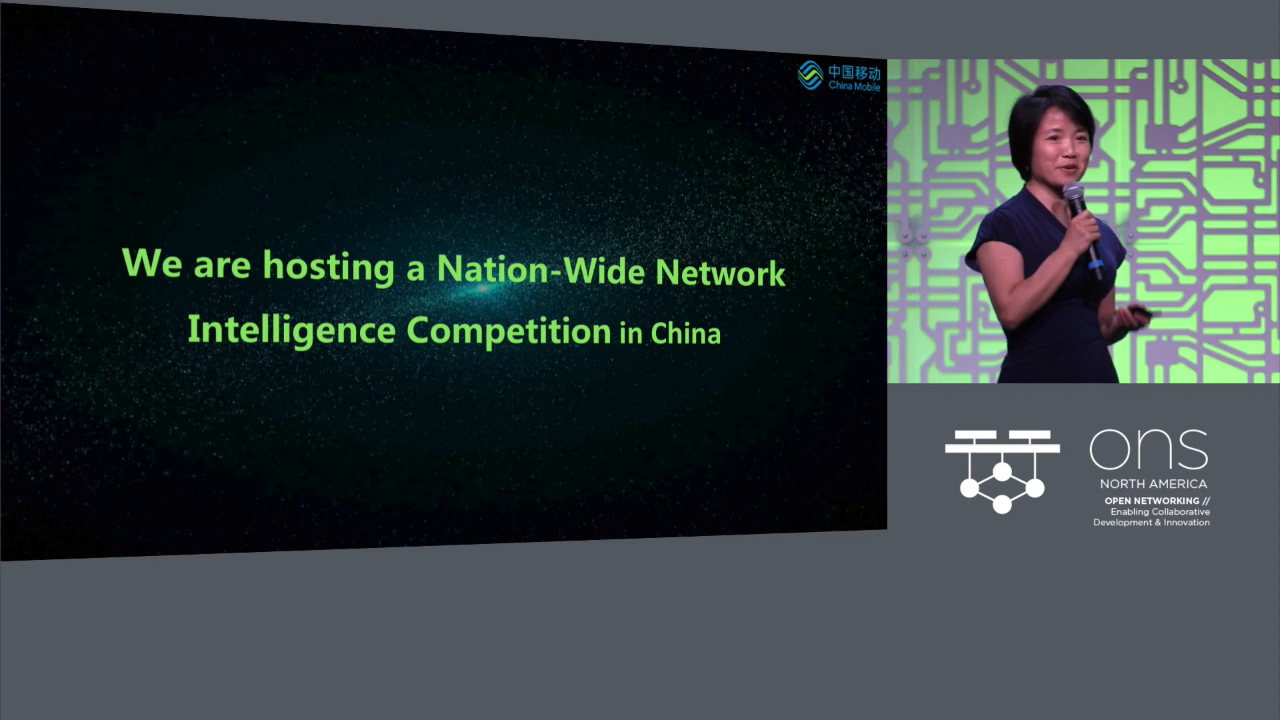 中国移动
China Mobile
We are hosting a Nation-Wide Network
Intelligence Competition in China
ons
NORTH AMERICA
OPEN NETWORKING //
Enabling Collaborative
Development & Innovation